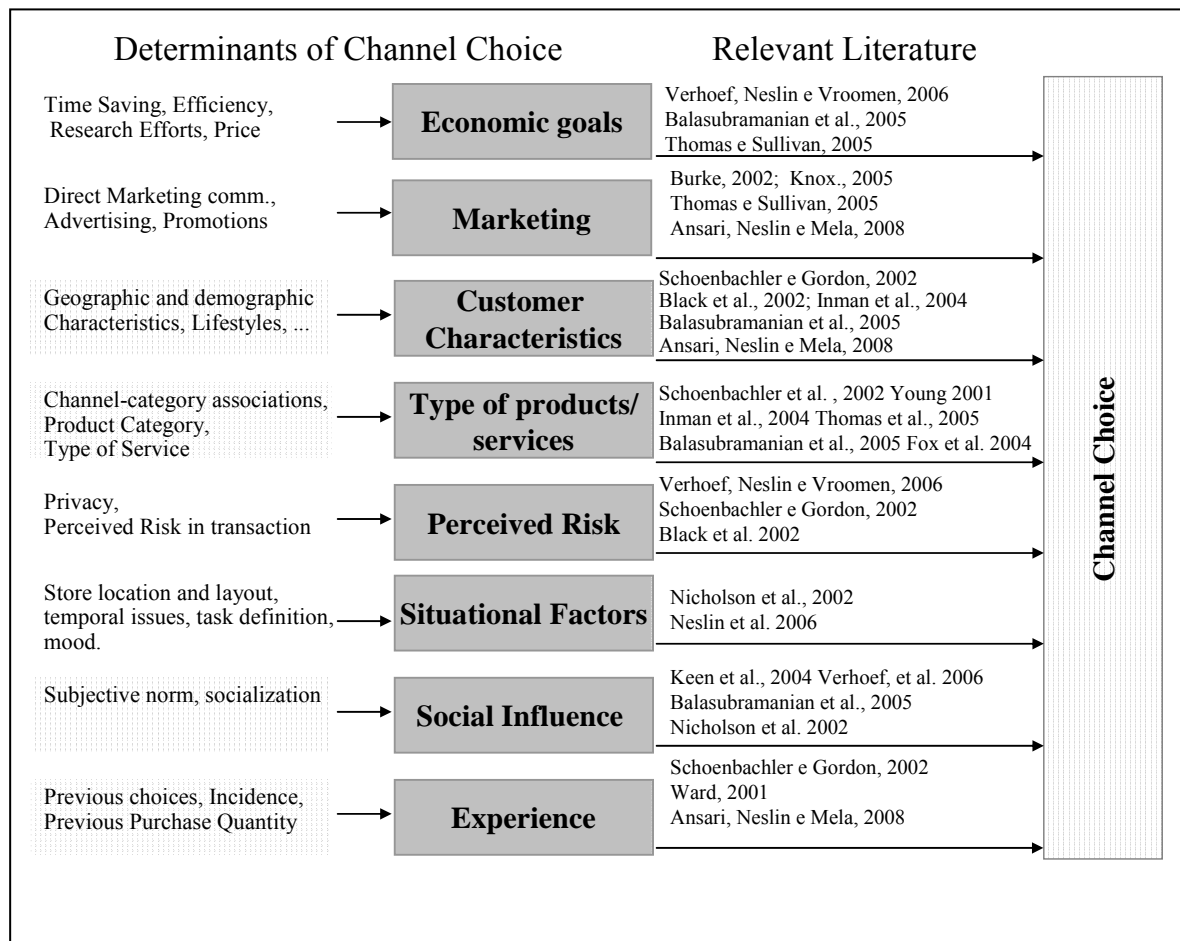 Determinants of Channel Choice
Relevant Literature
Time Saving, Efficiency,
Research Efforts, Price
Economic goals
Verhoef, Neslin e Vroomen, 2006
Balasubramanian et al., 2005
Thomas e Sullivan, 2005
Direct Marketing comm.,
Advertising, Promotions
Marketing
Burke, 2002; Knox., 2005
Thomas e Sullivan, 2005
Ansari, Neslin e Mela, 2008
Geographic and demographic
Characteristics, Lifestyles, ...
Customer
Characteristics
Schoenbachler e Gordon, 2002
Black et al., 2002; Inman et al., 2004
Balasubramanian et al., 2005
Ansari, Neslin e Mela, 2008
Channel-category associations,
Product Category,
Type of Service
Type of products/
services
Schoenbachler et al. , 2002 Young 2001
Inman et al., 2004 Thomas et al., 2005
Balasubramanian et al., 2005 Fox et al. 2004
Privacy,
Perceived Risk in transaction
Perceived Risk
Verhoef, Neslin e Vroomen, 2006
Schoenbachler e Gordon, 2002
Black et al. 2002
Store location and layout,
temporal issues, task definition,
mood.
Situational Factors
Nicholson et al., 2002
Neslin et al. 2006
Subjective norm, socialization
Social Influence
Keen et al., 2004 Verhoef, et al. 2006
Balasubramanian et al., 2005
Nicholson et al. 2002
Previous choices, Incidence,
Previous Purchase Quantity
Experience
Schoenbachler e Gordon, 2002
Ward, 2001
Ansari, Neslin e Mela, 2008
Channel Choice